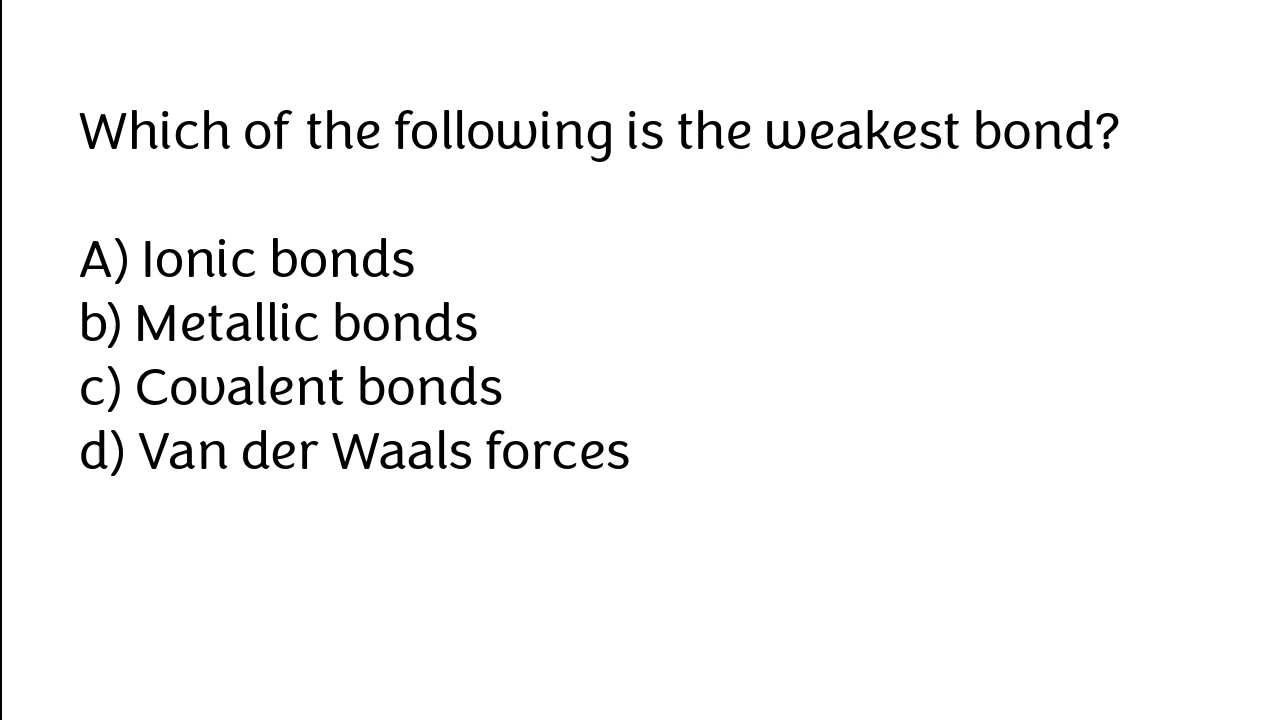 Which of the following is the weakest bond?
A) Ionic bonds
b) Metallic bonds
c) Covalent bonds
d) Van der Waals forces